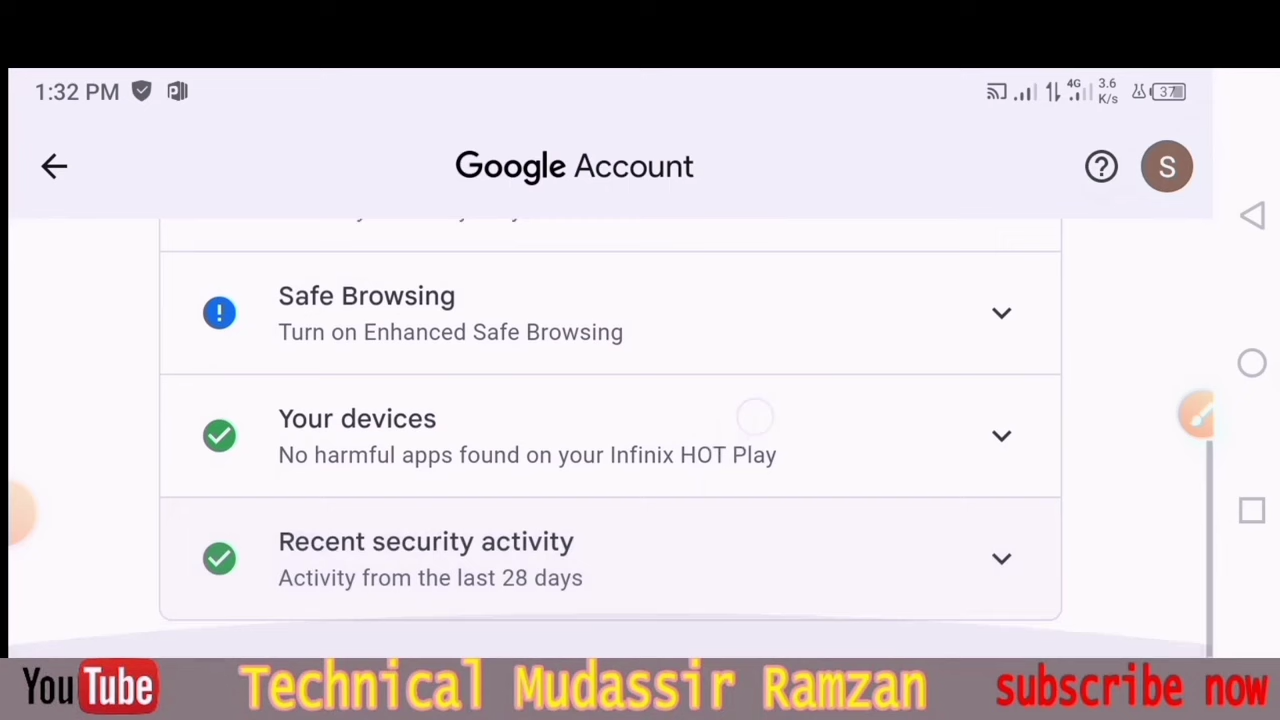 1:32 PM
4G 3.6 K/s 37
Google Account
S
Safe Browsing
Turn on Enhanced Safe Browsing
Your devices
No harmful apps found on your Infinix HOT Play
Recent security activity
Activity from the last 28 days
YouTube Technical Mudassir Ramzan subscribe now